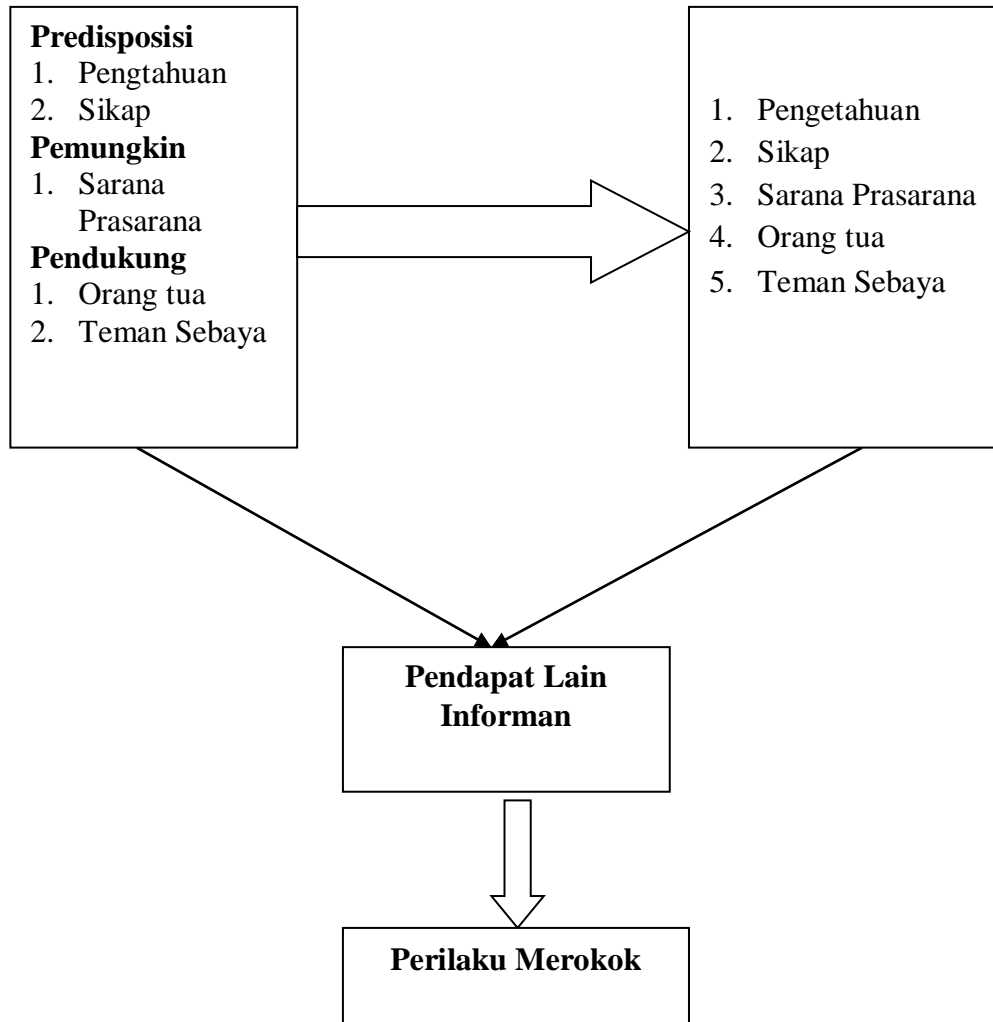 Predisposisi
1. Pengtahuan
2. Sikap
Pemungkin
1. Sarana
Prasarana
Pendukung
1. Orang tua
2. Teman Sebaya
1. Pengetahuan
2. Sikap
3. Sarana Prasarana
4. Orang tua
5. Teman Sebaya
Pendapat Lain
Informan
Perilaku Merokok